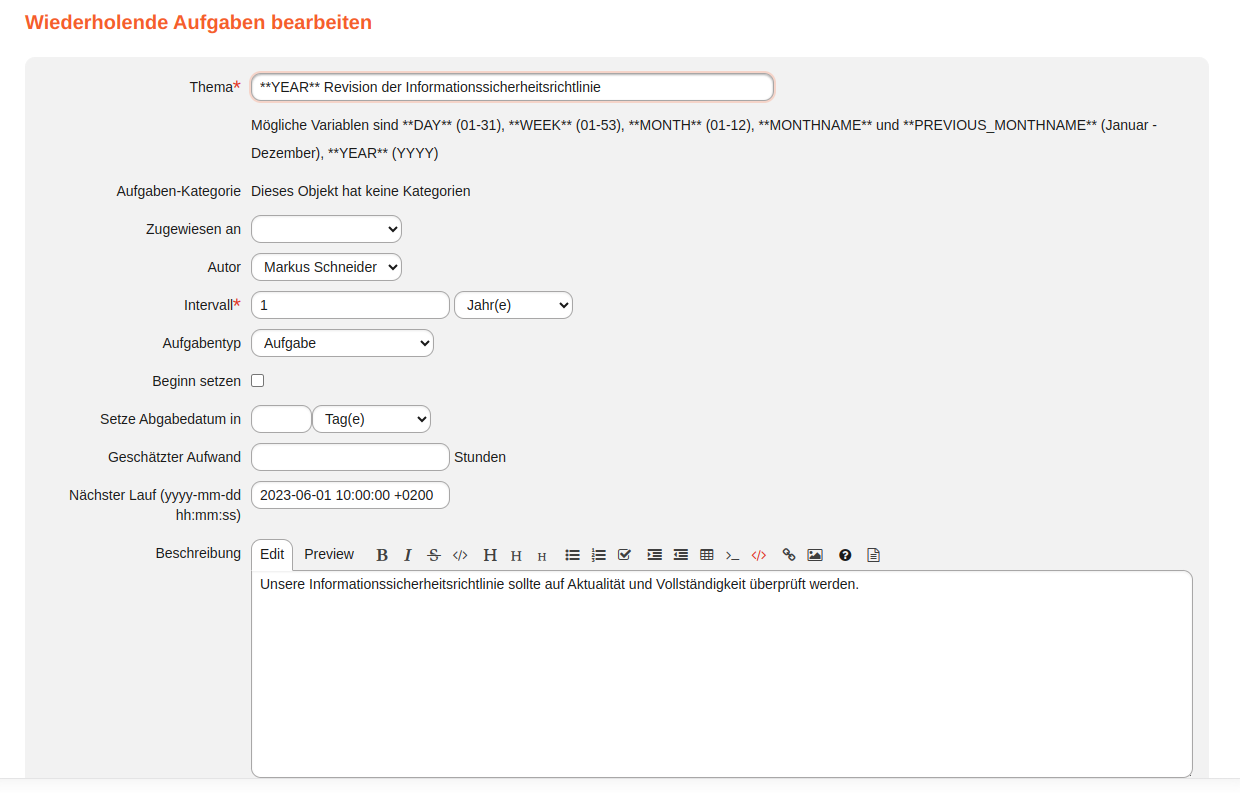 Wiederholende Aufgaben bearbeiten
Thema* **YEAR** Revision der Informationssicherheitsrichtlinie
Mögliche Variablen sind **DAY** (01-31), **WEEK** (01-53), **MONTH** (01-12), **MONTHNAME** und **PREVIOUS_MONTHNAME** (Januar -
Dezember), **YEAR** (YYYY)
Aufgaben-Kategorie Dieses Objekt hat keine Kategorien
Zugewiesen an
Autor Markus Schneider
Intervall* 1 Jahr(e)
Aufgabentyp Aufgabe
Beginn setzen
Setze Abgabedatum in Tag(e)
Geschätzter Aufwand Stunden
Nächster Lauf (yyyy-mm-dd 2023-06-01 10:00:00 +0200
hh:mm:ss)
Beschreibung Edit Preview B I S </> H H H >_ </>
Unsere Informationssicherheitsrichtlinie sollte auf Aktualität und Vollständigkeit überprüft werden.